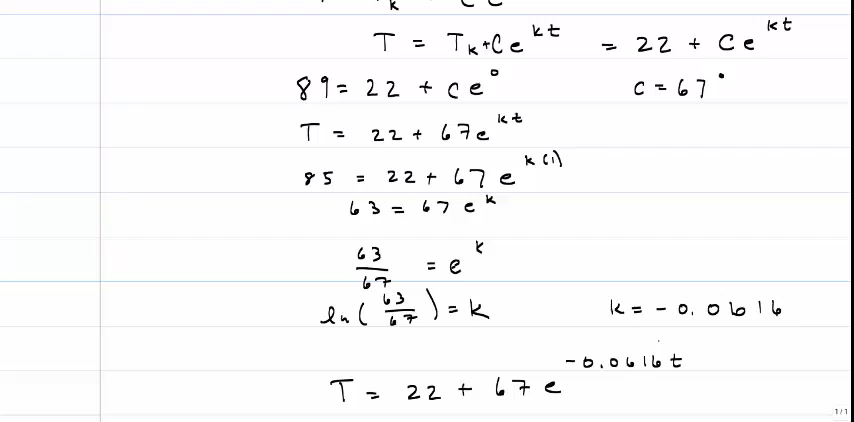 T = T_k + Ce^{kt} = 22 + Ce^{kt}
89 = 22 + Ce^0 C = 67°
T = 22 + 67e^{kt}
85 = 22 + 67e^{k(1)}
63 = 67e^k
63/67 = e^k
ln(63/67) = k k = -0.0616
T = 22 + 67e^{-0.0616t}
1/1